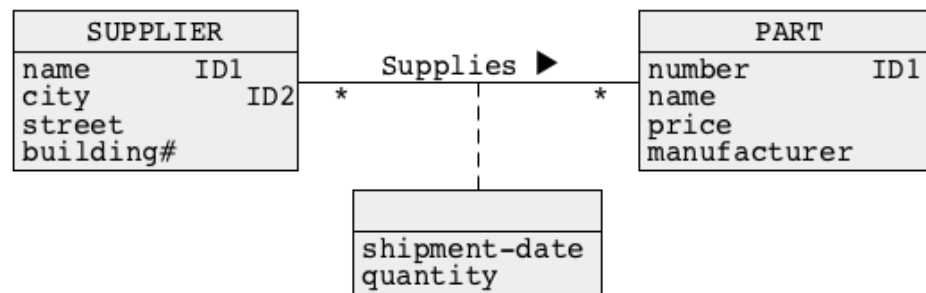 SUPPLIER
name ID1
city ID2
street
building#
Supplies ▶
* *
PART
number ID1
name
price
manufacturer
shipment-date
quantity